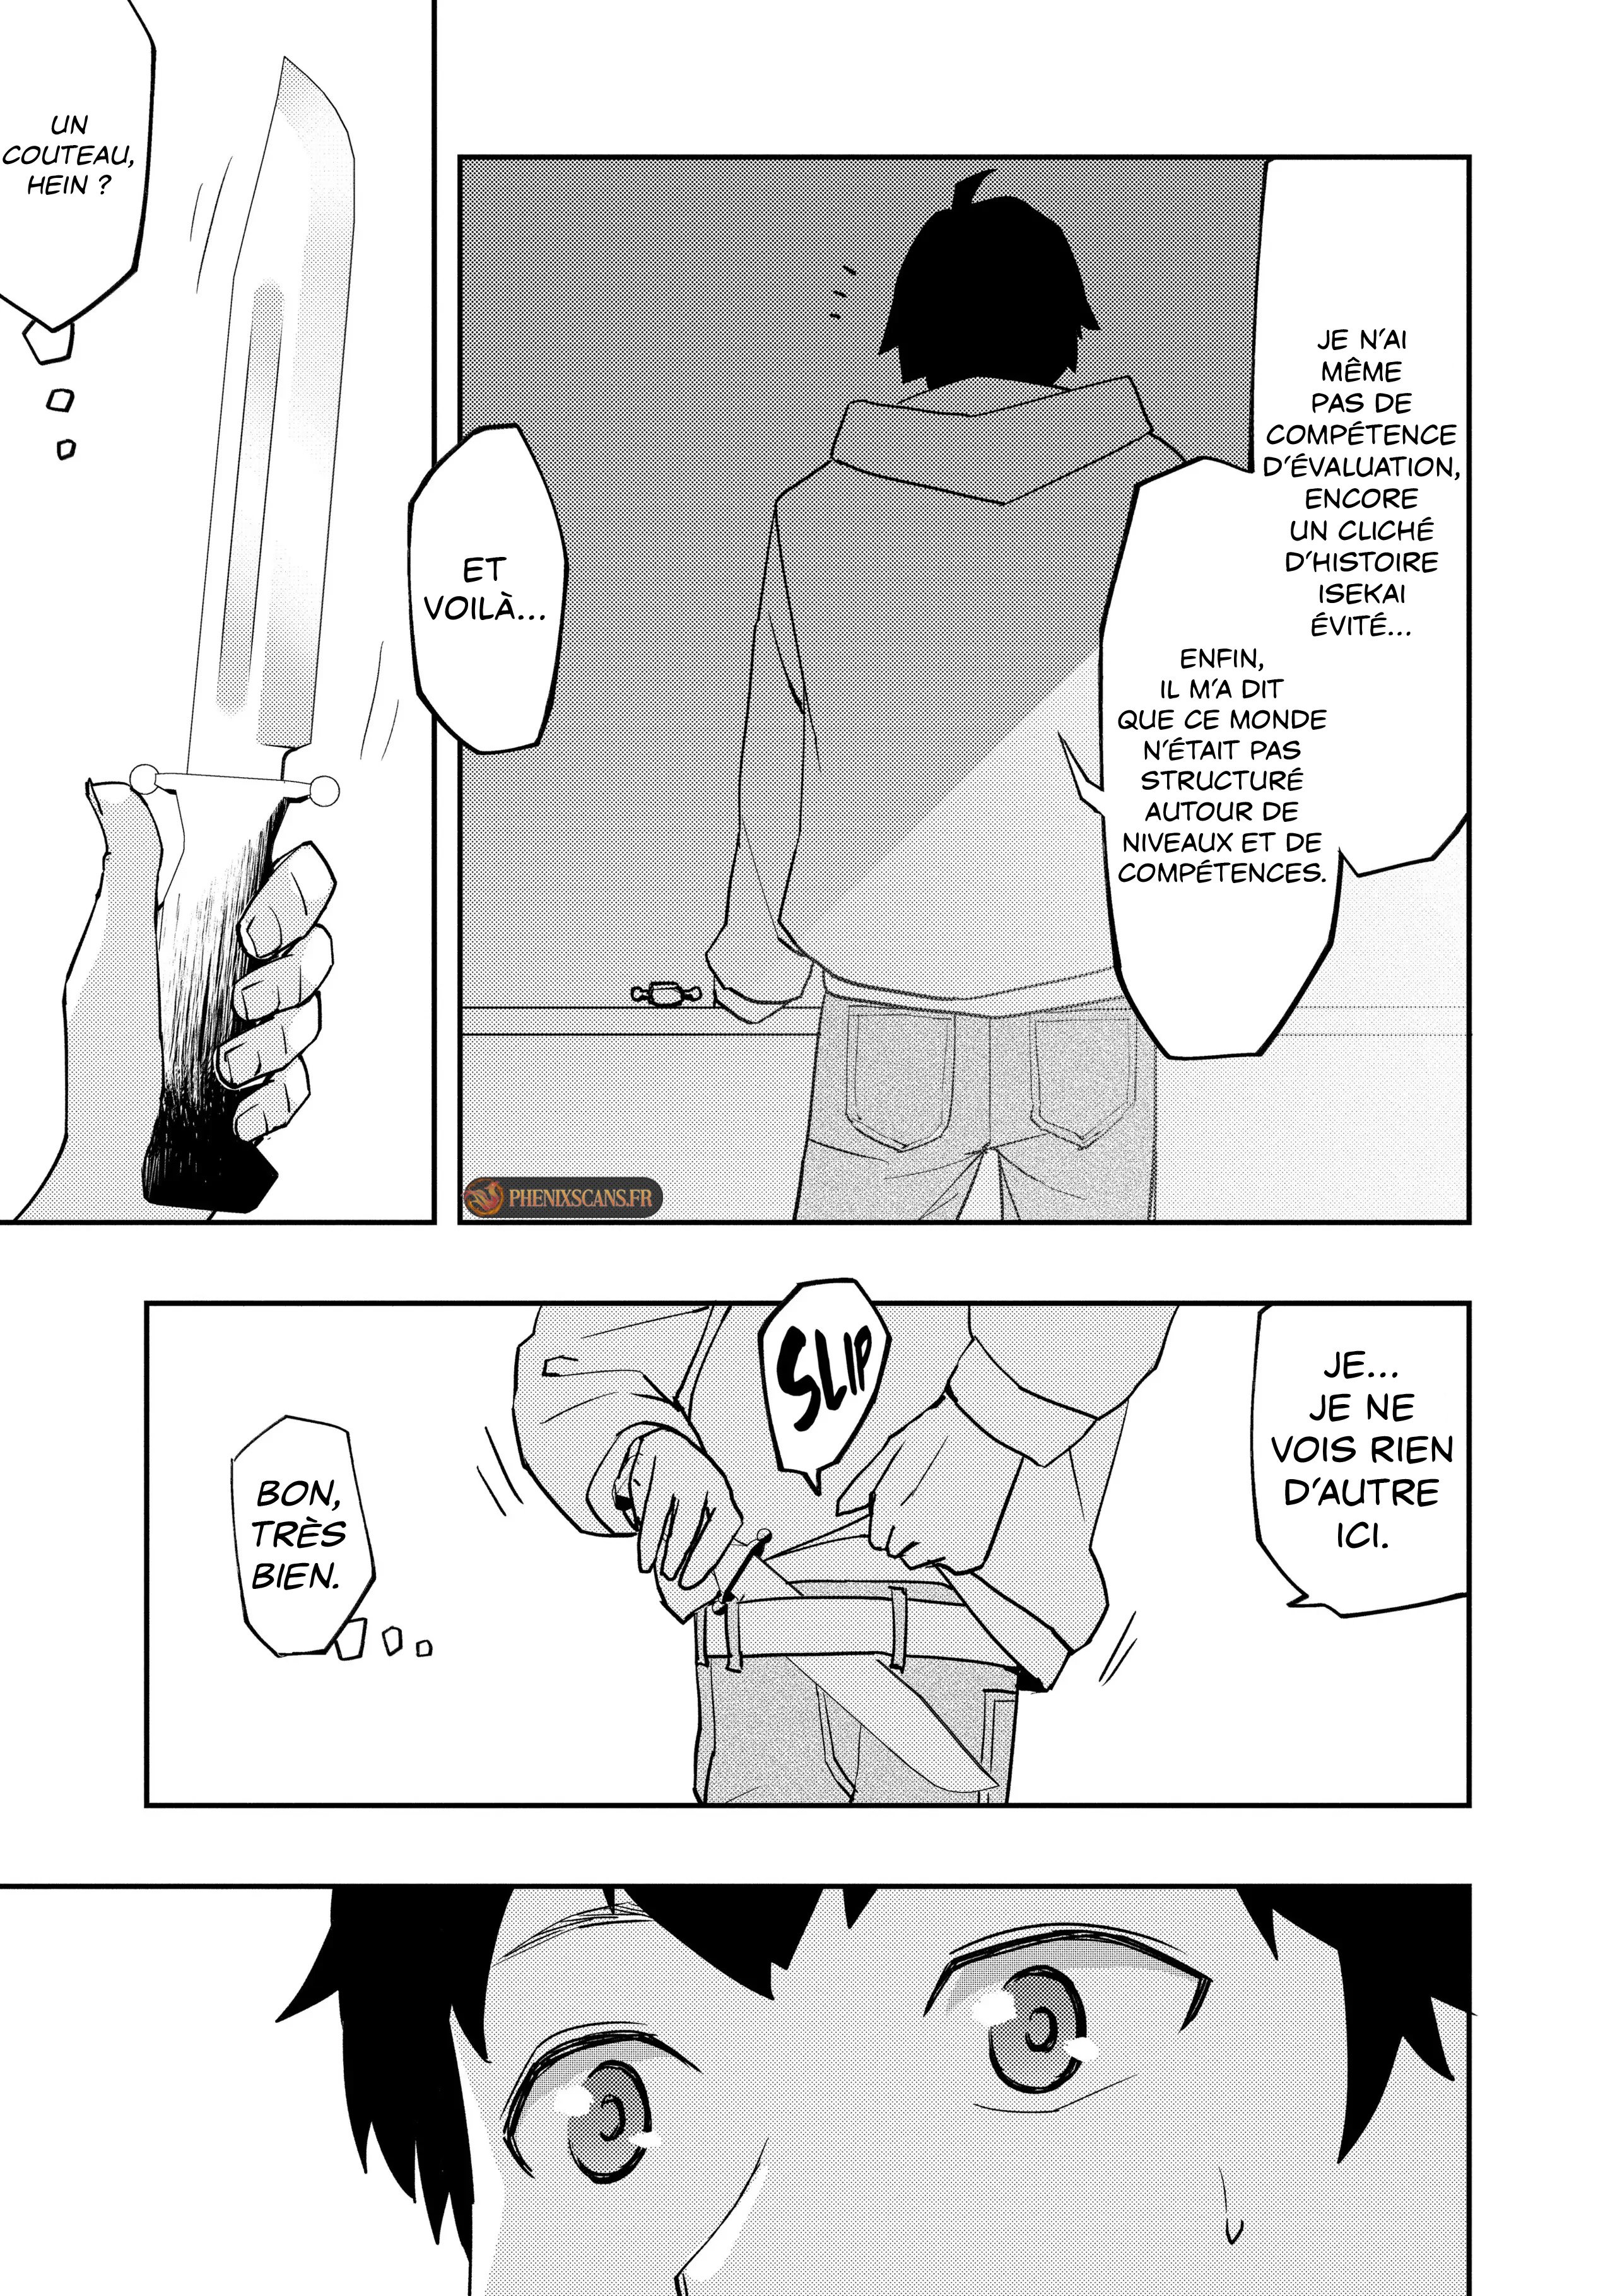 JE N'AI
MÊME
PAS DE
COMPÉTENCE
D'ÉVALUATION,
ENCORE
UN CLICHÉ
D'HISTOIRE
ISEKAI
ÉVITÉ...
ENFIN,
IL M'A DIT
QUE CE MONDE
N'ÉTAIT PAS
STRUCTURÉ
AUTOUR DE
NIVEAUX ET DE
COMPÉTENCES.
ET
VOILÀ...
UN
COUTEAU,
HEIN ?
PHENIXSCANS.FR
JE...
JE NE
VOIS RIEN
D'AUTRE
ICI.
SLIP
BON,
TRÈS
BIEN.